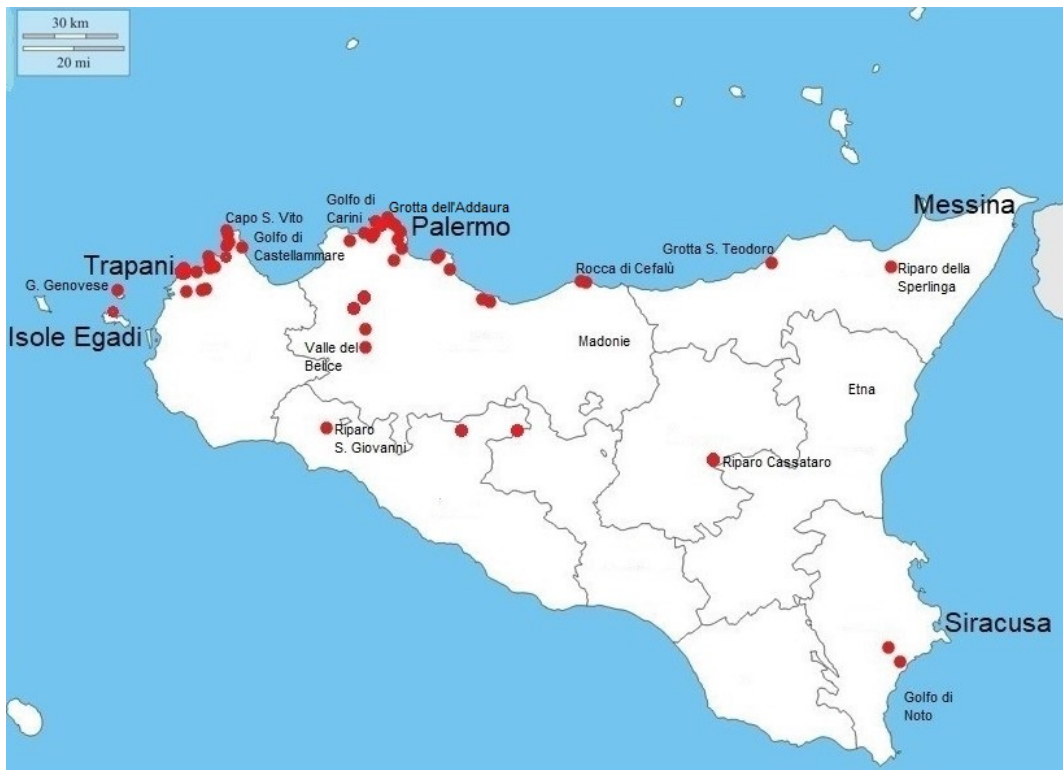 30 km
20 mi
Messina
Golfo di
Carini
Grotta dell'Addaura
Capo S. Vito
Palermo
Golfo di
Castellammare
Grotta S. Teodoro
Trapani
Rocca di Cefalù
Riparo della
Sperlinga
G. Genovese
Isole Egadi
Valle del
Belice
Madonie
Etna
Riparo
S. Giovanni
Riparo Cassataro
Siracusa
Golfo di
Noto